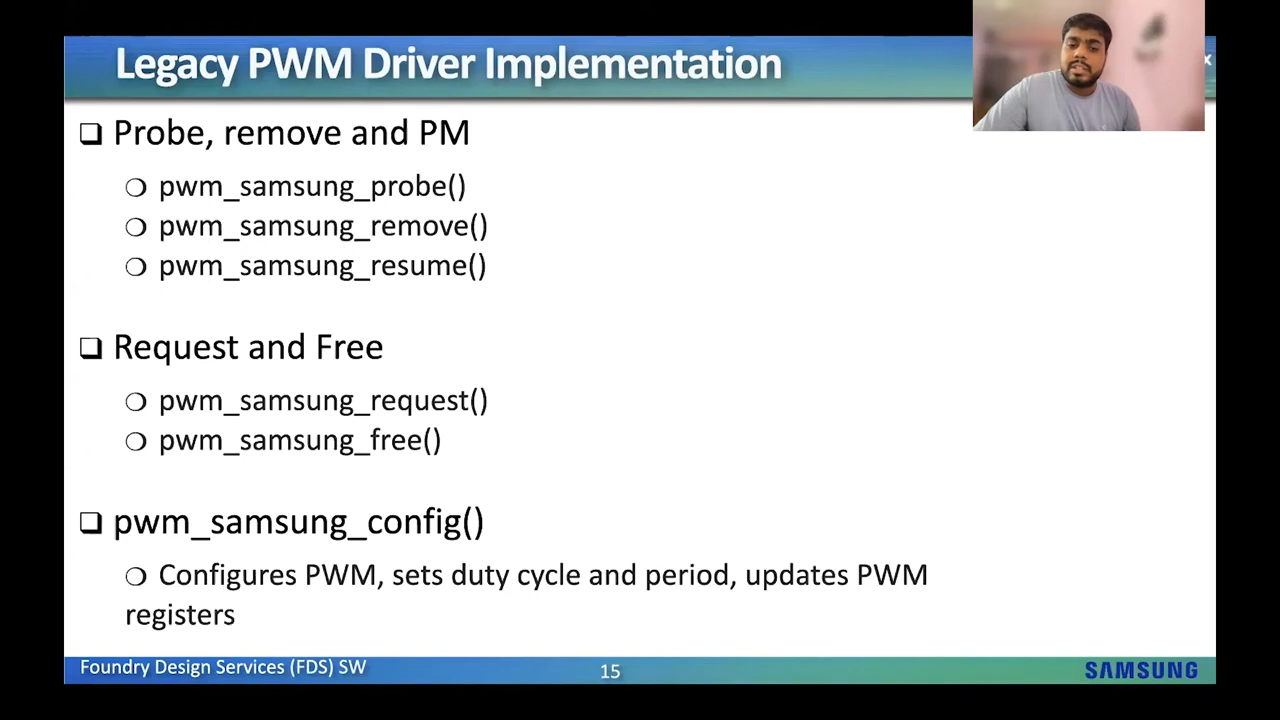 Legacy PWM Driver Implementation
x
❑ Probe, remove and PM
❍ pwm_samsung_probe()
❍ pwm_samsung_remove()
❍ pwm_samsung_resume()
❑ Request and Free
❍ pwm_samsung_request()
❍ pwm_samsung_free()
❑ pwm_samsung_config()
❍ Configures PWM, sets duty cycle and period, updates PWM
registers
Foundry Design Services (FDS) SW
15
SAMSUNG